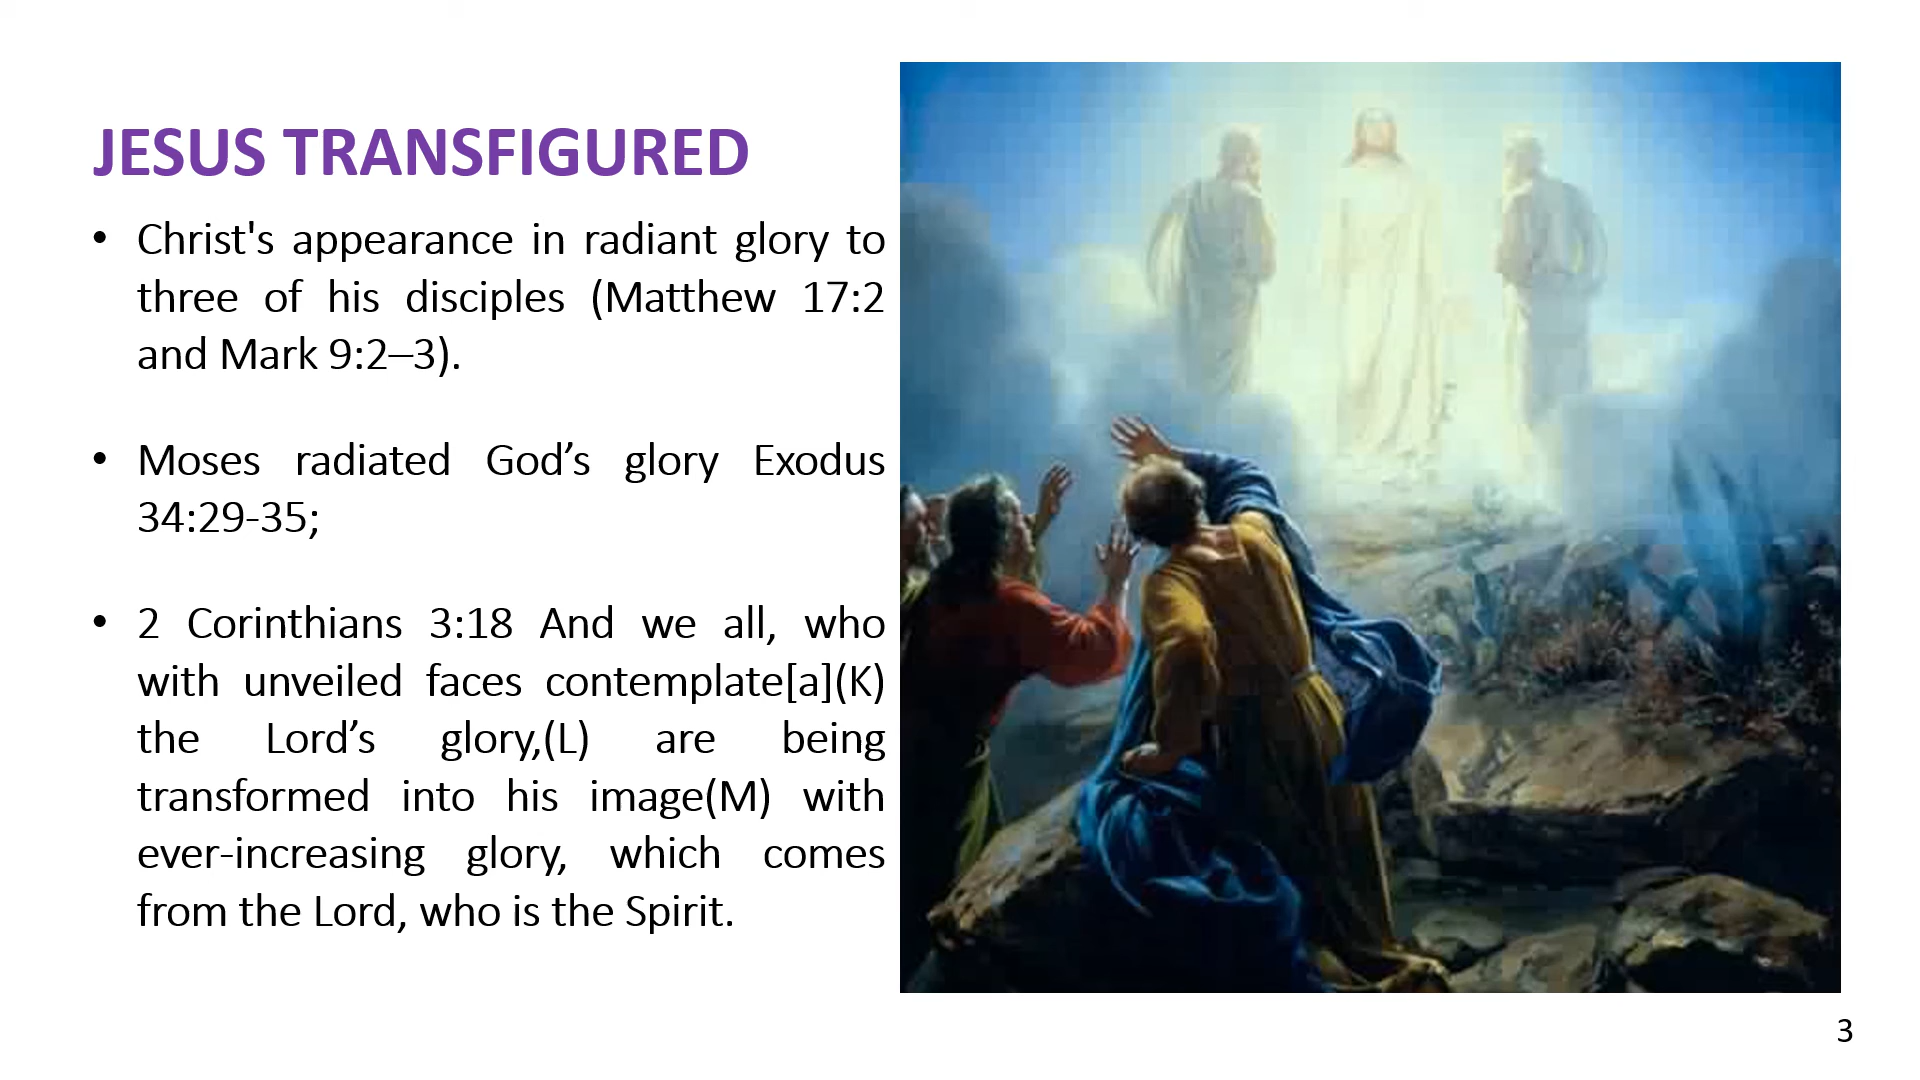 JESUS TRANSFIGURED
• Christ's appearance in radiant glory to
three of his disciples (Matthew 17:2
and Mark 9:2–3).
• Moses radiated God’s glory Exodus
34:29-35;
• 2 Corinthians 3:18 And we all, who
with unveiled faces contemplate[a](K)
the Lord’s glory,(L) are being
transformed into his image(M) with
ever-increasing glory, which comes
from the Lord, who is the Spirit.
3